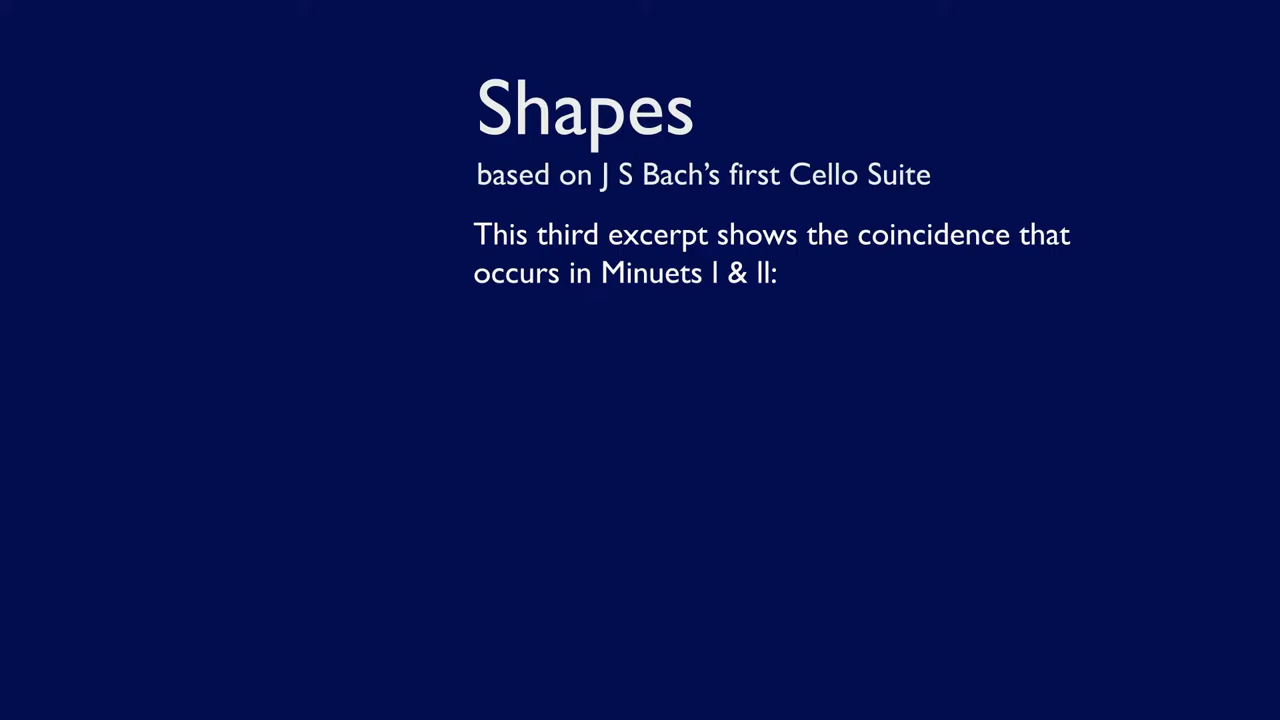 Shapes
based on J S Bach’s first Cello Suite
This third excerpt shows the coincidence that
occurs in Minuets I & II: